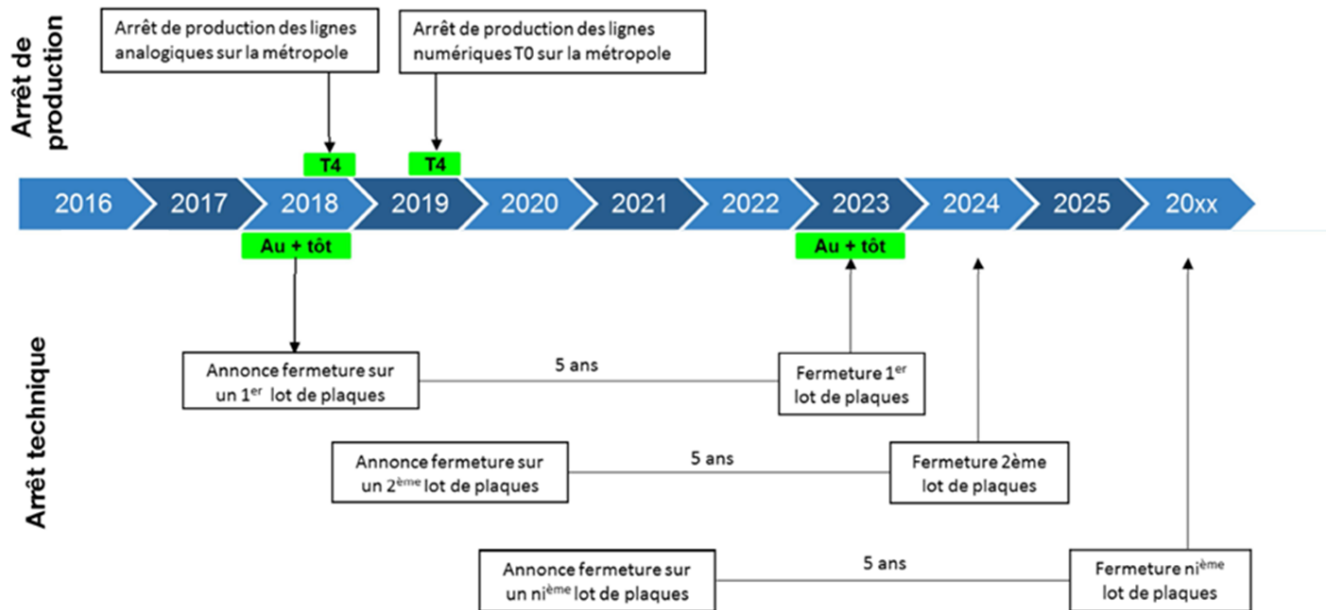 Arrêt de
production
Arrêt de production des lignes
analogiques sur la métropole
Arrêt de production des lignes
numériques T0 sur la métropole
T4
T4
2016
2017
2018
2019
2020
2021
2022
2023
2024
2025
20xx
Au + tôt
Au + tôt
Arrêt technique
Annonce fermeture sur
un 1er lot de plaques
5 ans
Fermeture 1er
lot de plaques
Annonce fermeture sur
un 2ème lot de plaques
5 ans
Fermeture 2ème
lot de plaques
Annonce fermeture sur
un nième lot de plaques
5 ans
Fermeture nième
lot de plaques